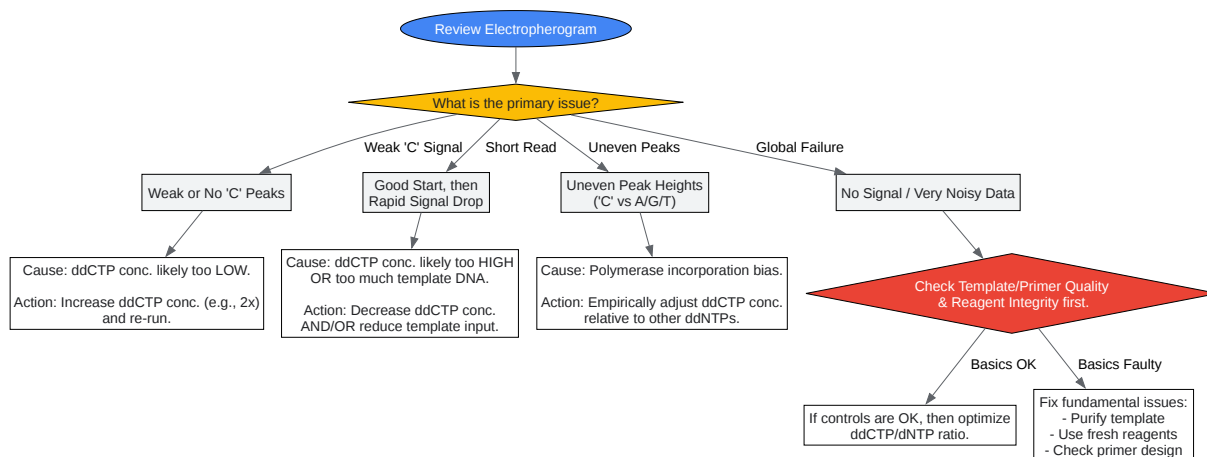 Review Electropherogram
What is the primary issue?
Weak 'C' Signal
Short Read
Uneven Peaks
Global Failure
Weak or No 'C' Peaks
Good Start, then
Rapid Signal Drop
Uneven Peak Heights
('C' vs A/G/T)
No Signal / Very Noisy Data
Cause: ddCTP conc. likely too LOW.
Action: Increase ddCTP conc. (e.g., 2x)
and re-run.
Cause: ddCTP conc. likely too HIGH
OR too much template DNA.
Action: Decrease ddCTP conc.
AND/OR reduce template input.
Cause: Polymerase incorporation bias.
Action: Empirically adjust ddCTP conc.
relative to other ddNTPs.
Check Template/Primer Quality
& Reagent Integrity first.
Basics OK
Basics Faulty
If controls are OK, then optimize
ddCTP/dNTP ratio.
Fix fundamental issues:
- Purify template
- Use fresh reagents
- Check primer design